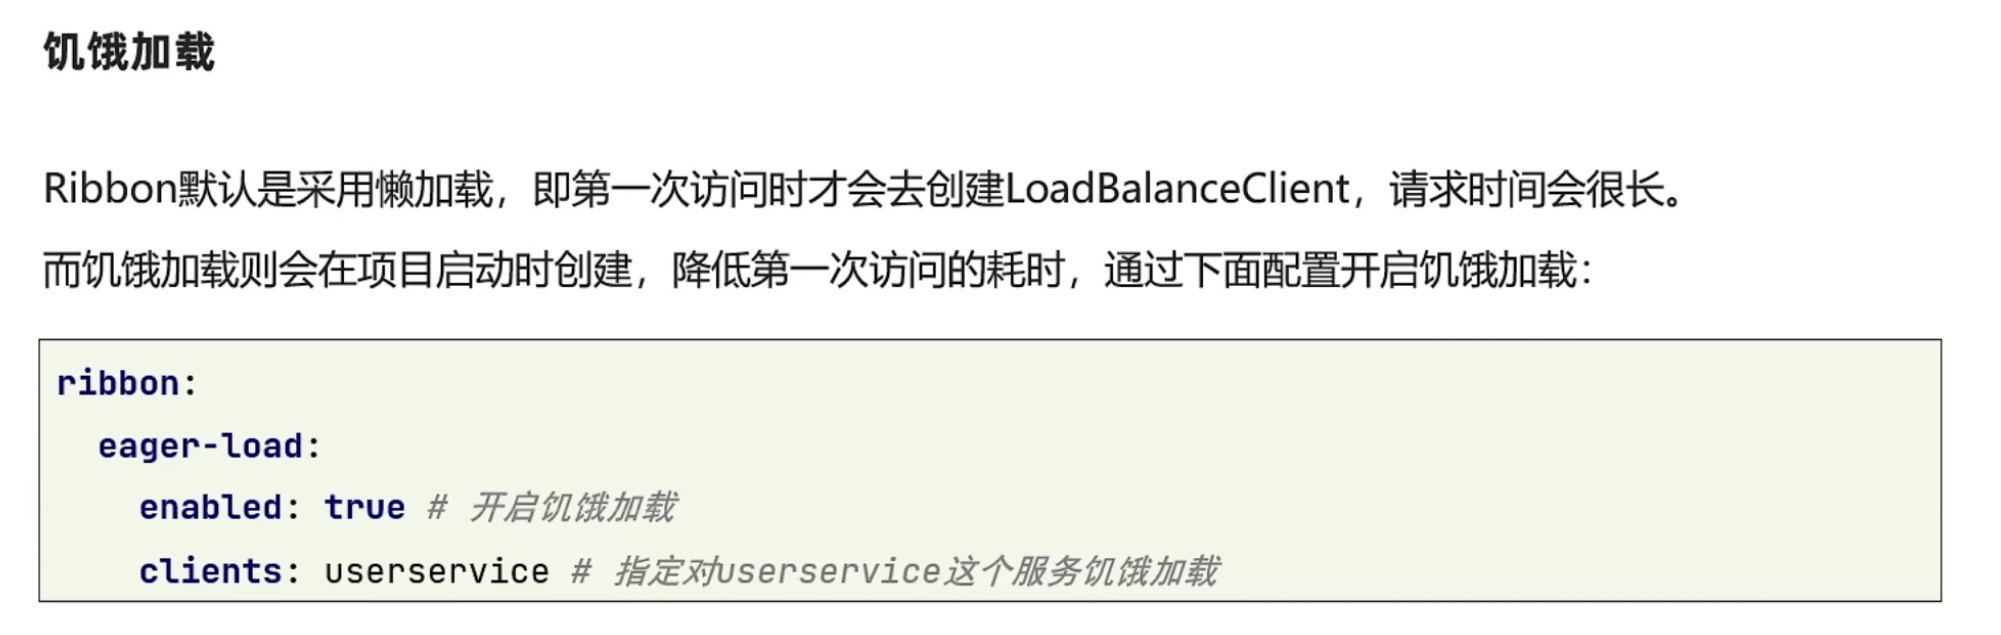 饥饿加载
Ribbon默认是采用懒加载，即第一次访问时才会去创建LoadBalanceClient，请求时间会很长。
而饥饿加载则会在项目启动时创建，降低第一次访问的耗时，通过下面配置开启饥饿加载：
ribbon:
  eager-load:
    enabled: true # 开启饥饿加载
    clients: userservice # 指定对userservice这个服务饥饿加载